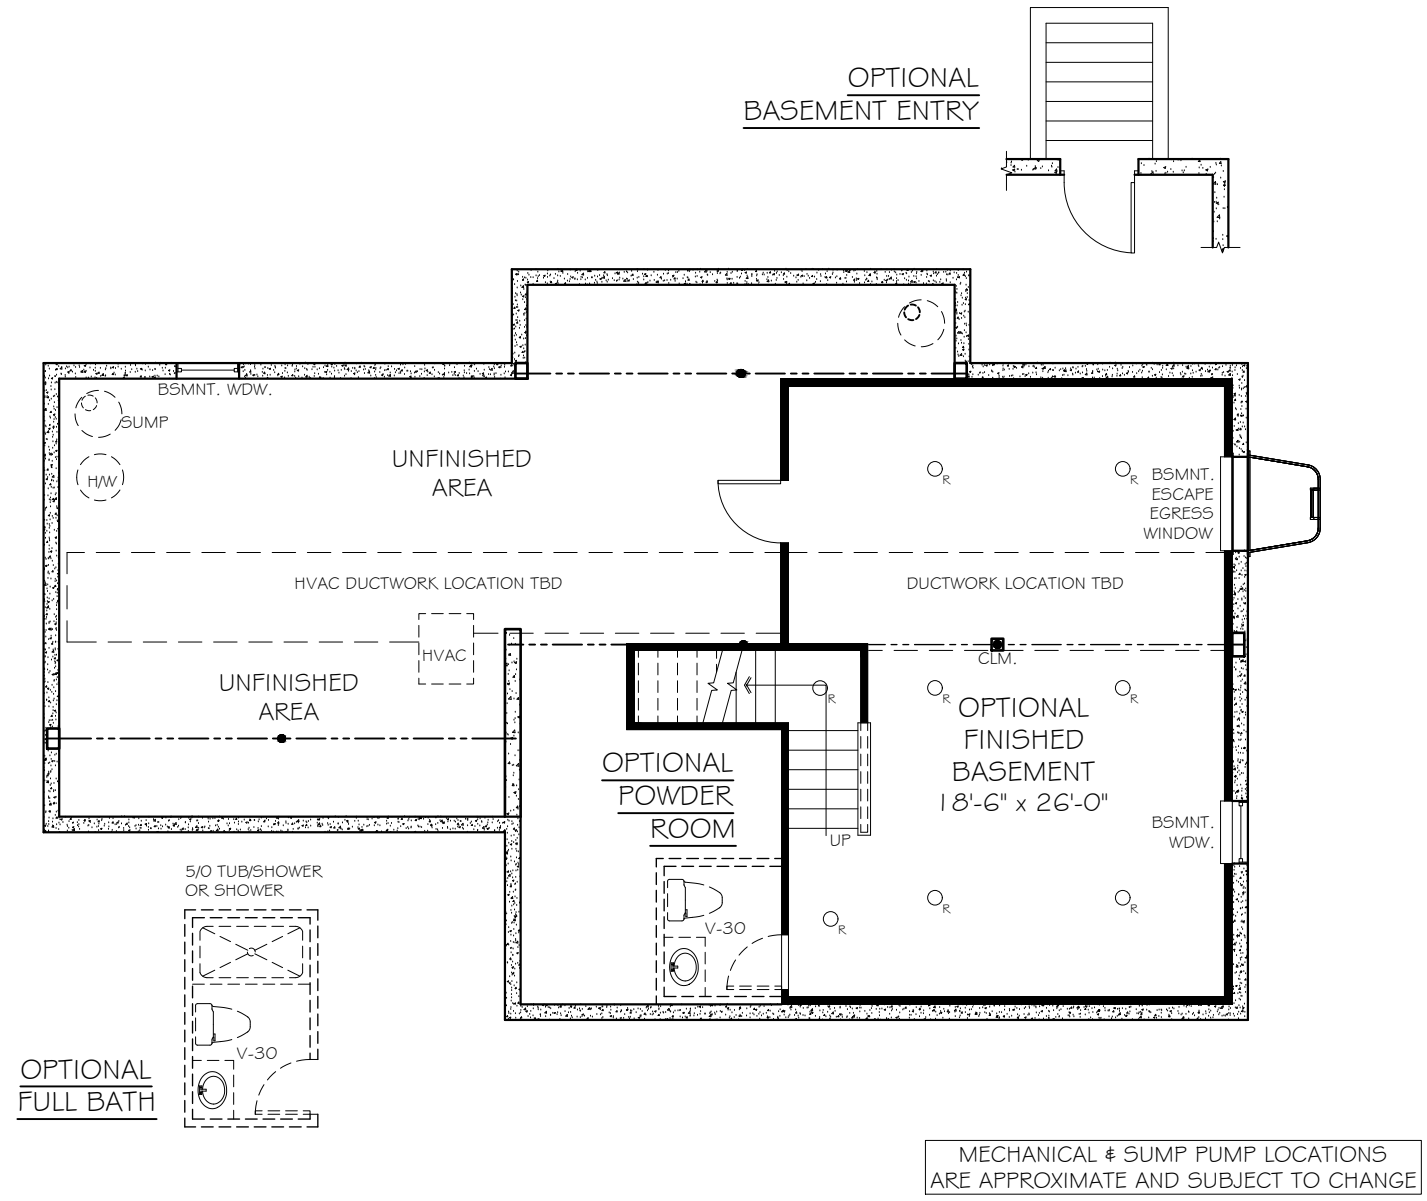 OPTIONAL
BASEMENT ENTRY
BSMNT. WDW.
SUMP
H/W
UNFINISHED
AREA
R
R
BSMNT.
ESCAPE
EGRESS
WINDOW
HVAC DUCTWORK LOCATION TBD
DUCTWORK LOCATION TBD
HVAC
CLM.
UNFINISHED
AREA
R
R
R
OPTIONAL
FINISHED
BASEMENT
18'-6" x 26'-0"
OPTIONAL
POWDER
ROOM
UP
BSMNT.
WDW.
5/0 TUB/SHOWER
OR SHOWER
V-30
R
R
R
V-30
OPTIONAL
FULL BATH
MECHANICAL & SUMP PUMP LOCATIONS
ARE APPROXIMATE AND SUBJECT TO CHANGE